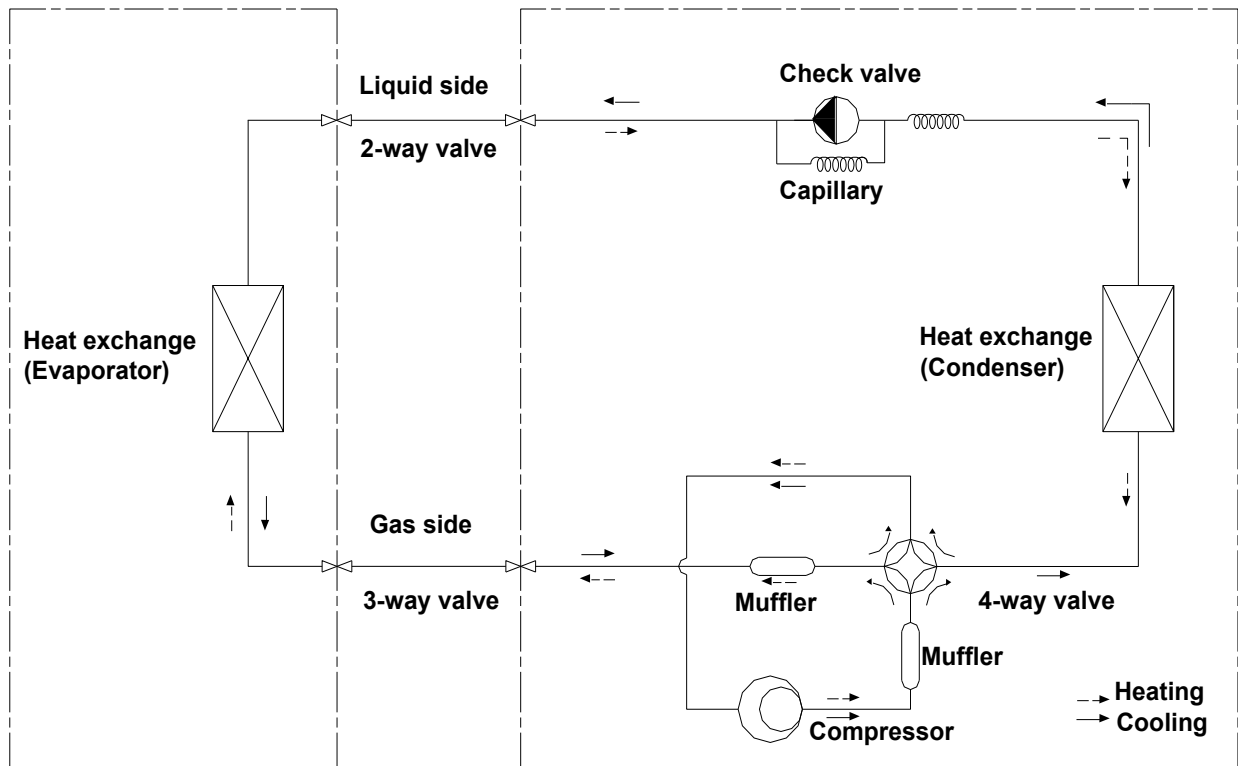 Check valve
Liquid side
2-way valve
Capillary
Heat exchange
(Evaporator)
Heat exchange
(Condenser)
Gas side
3-way valve
Muffler
4-way valve
Muffler
Compressor
Heating
Cooling